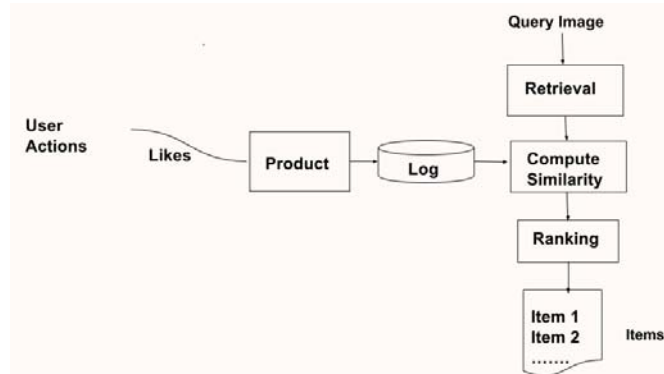 Query Image
Retrieval
User
Actions
Likes
Product
Log
Compute
Similarity
Ranking
Item 1
Item 2
.......
Items